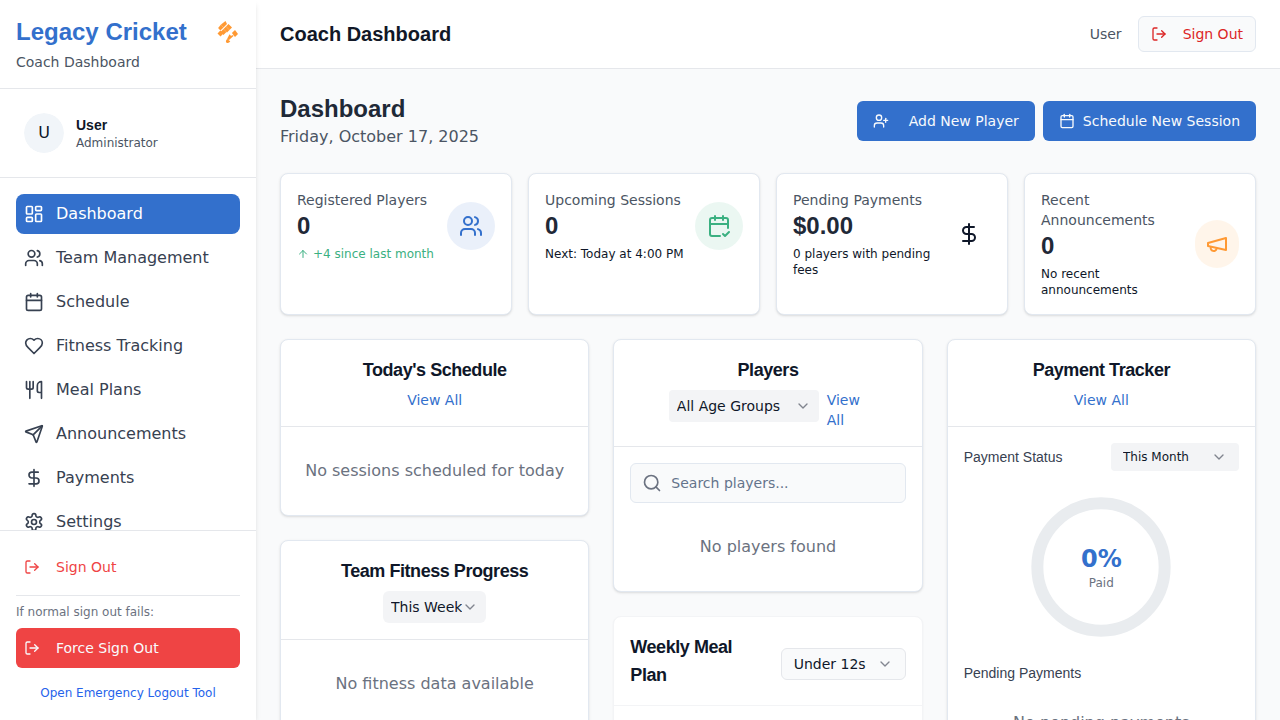 Legacy Cricket
Coach Dashboard
U
User
Administrator
Dashboard
Team Management
Schedule
Fitness Tracking
Meal Plans
Announcements
Payments
Settings
Sign Out
If normal sign out fails:
Force Sign Out
Open Emergency Logout Tool
Coach Dashboard
User
Sign Out
Dashboard
Friday, October 17, 2025
Add New Player
Schedule New Session
Registered Players
0
+4 since last month
Upcoming Sessions
0
Next: Today at 4:00 PM
Pending Payments
$0.00
0 players with pending
fees
Recent
Announcements
0
No recent
announcements
Today's Schedule
View All
No sessions scheduled for today
Team Fitness Progress
This Week
No fitness data available
Players
All Age Groups
View
All
Search players...
No players found
Weekly Meal
Plan
Under 12s
Payment Tracker
View All
Payment Status
This Month
0%
Paid
Pending Payments
No pending payments